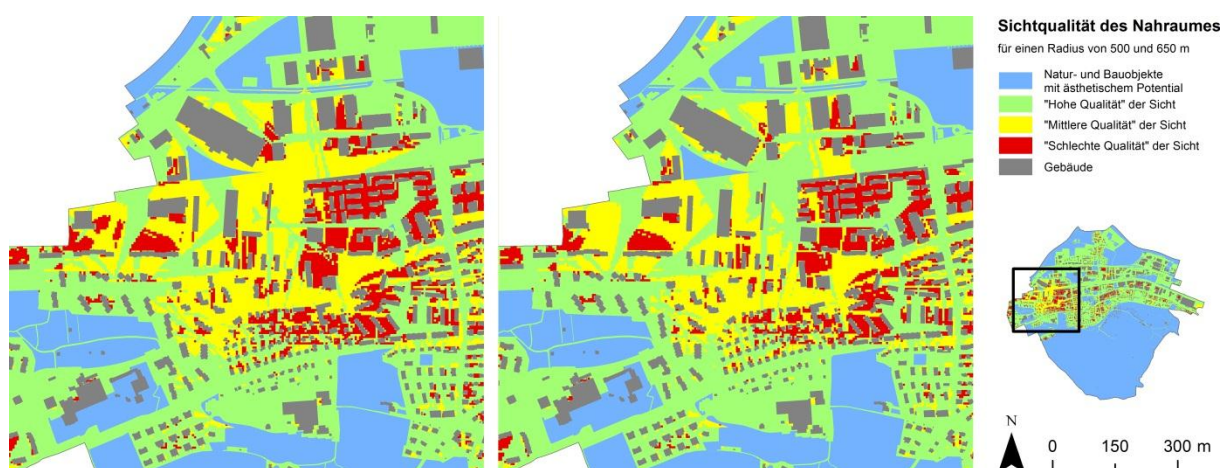 Sichtqualität des Nahraumes
für einen Radius von 500 und 650 m
Natur- und Bauobjekte
mit ästhetischem Potential
"Hohe Qualität" der Sicht
"Mittlere Qualität" der Sicht
"Schlechte Qualität" der Sicht
Gebäude
N
0 150 300 m